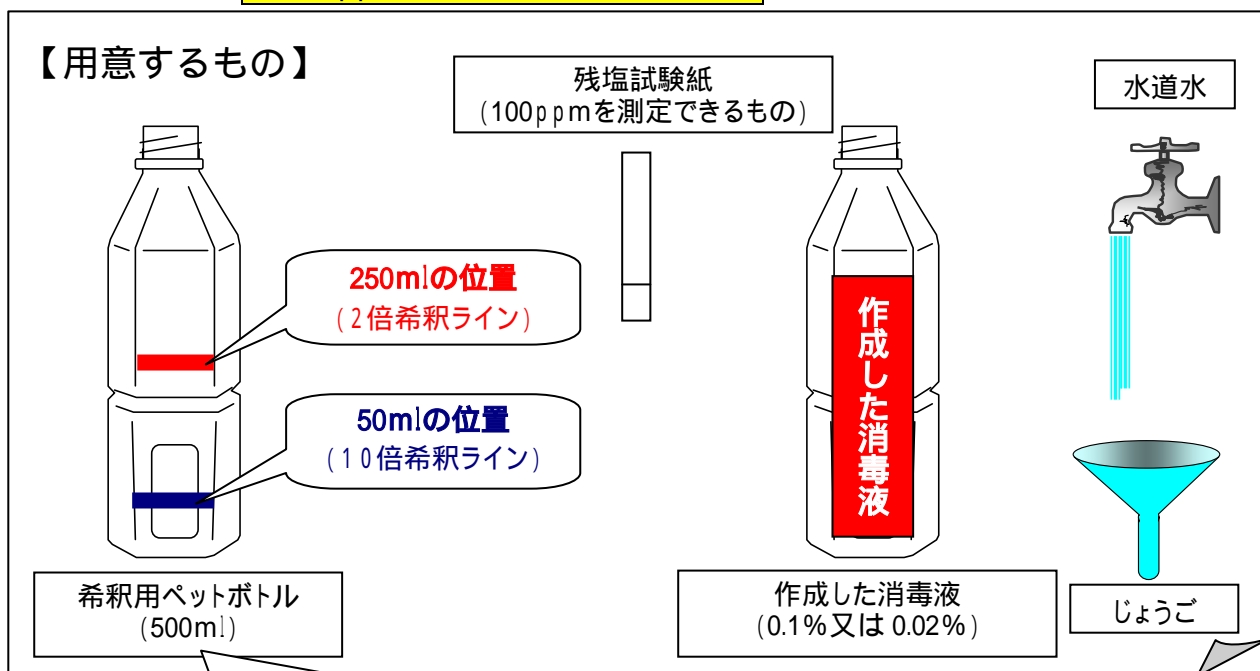 【用意するもの】
残塩試験紙
(100ppmを測定できるもの)
水道水
250mlの位置
(2倍希釈ライン)
50mlの位置
(10倍希釈ライン)
作成した消毒液
希釈用ペットボトル
(500ml)
作成した消毒液
(0.1%又は 0.02%)
じょうご